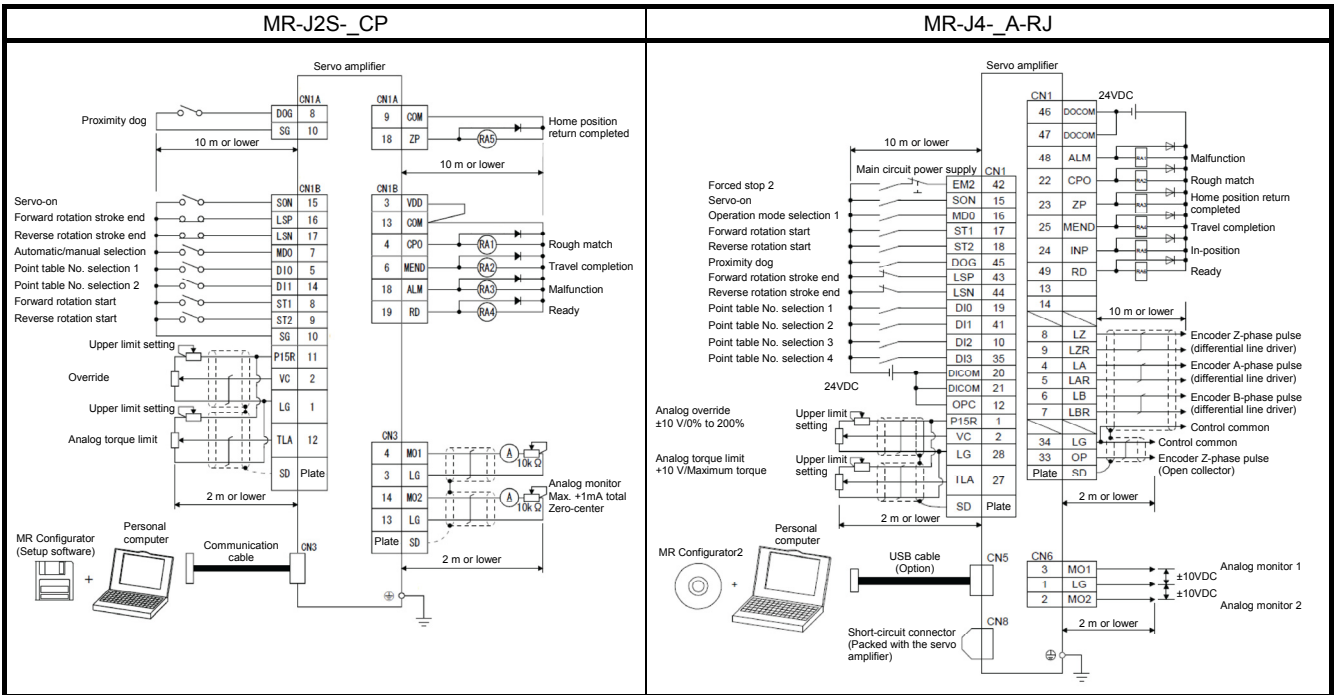 MR-J2S-_CP
Servo amplifier
CN1A
DOG 8
SG 10
Proximity dog
10 m or lower
CN1A
9 COM
18 ZP
RA5
Home position
return completed
10 m or lower
CN1B
SON 15
LSP 16
LSN 17
MD0 7
DI0 5
DI1 14
ST1 8
ST2 9
SG 10
P15R 11
VC 2
LG 1
TLA 12
SD Plate
Servo-on
Forward rotation stroke end
Reverse rotation stroke end
Automatic/manual selection
Point table No. selection 1
Point table No. selection 2
Forward rotation start
Reverse rotation start
Upper limit setting
Override
Upper limit setting
Analog torque limit
2 m or lower
CN1B
3 VDD
13 COM
4 CPO
6 MEND
18 ALM
19 RD
RA1
RA2
RA3
RA4
Rough match
Travel completion
Malfunction
Ready
CN3
4 MO1
3 LG
14 MO2
13 LG
Plate SD
A
10k Ω
A
10k Ω
Analog monitor
Max. +1mA total
Zero-center
2 m or lower
MR Configurator
(Setup software)
+
Personal
computer
Communication
cable
CN3
MR-J4-_A-RJ
Servo amplifier
10 m or lower
Main circuit power supply
CN1
Forced stop 2
Servo-on
Operation mode selection 1
Forward rotation start
Reverse rotation start
Proximity dog
Forward rotation stroke end
Reverse rotation stroke end
Point table No. selection 1
Point table No. selection 2
Point table No. selection 3
Point table No. selection 4
24VDC
EM2 42
SON 15
MD0 16
ST1 17
ST2 18
DOG 45
LSP 43
LSN 44
DI0 19
DI1 41
DI2 10
DI3 35
DICOM 20
DICOM 21
OPC 12
P15R 1
VC 2
LG 28
TLA 27
SD Plate
Analog override
±10 V/0% to 200%
Upper limit
setting
Analog torque limit
+10 V/Maximum torque
Upper limit
setting
2 m or lower
CN1
24VDC
46 DOCOM
47 DOCOM
48 ALM
22 CPO
23 ZP
25 MEND
24 INP
49 RD
13
14
8 LZ
9 LZR
4 LA
5 LAR
6 LB
7 LBR
34 LG
33 OP
Plate SD
RA1
RA2
RA3
RA4
RA5
RA6
Malfunction
Rough match
Home position return
completed
Travel completion
In-position
Ready
10 m or lower
Encoder Z-phase pulse
(differential line driver)
Encoder A-phase pulse
(differential line driver)
Encoder B-phase pulse
(differential line driver)
Control common
Control common
Encoder Z-phase pulse
(Open collector)
2 m or lower
MR Configurator2
+
Personal
computer
USB cable
(Option)
CN5
CN6
3 MO1
1 LG
2 MO2
Analog monitor 1
±10VDC
±10VDC
Analog monitor 2
2 m or lower
CN8
Short-circuit connector
(Packed with the servo
amplifier)